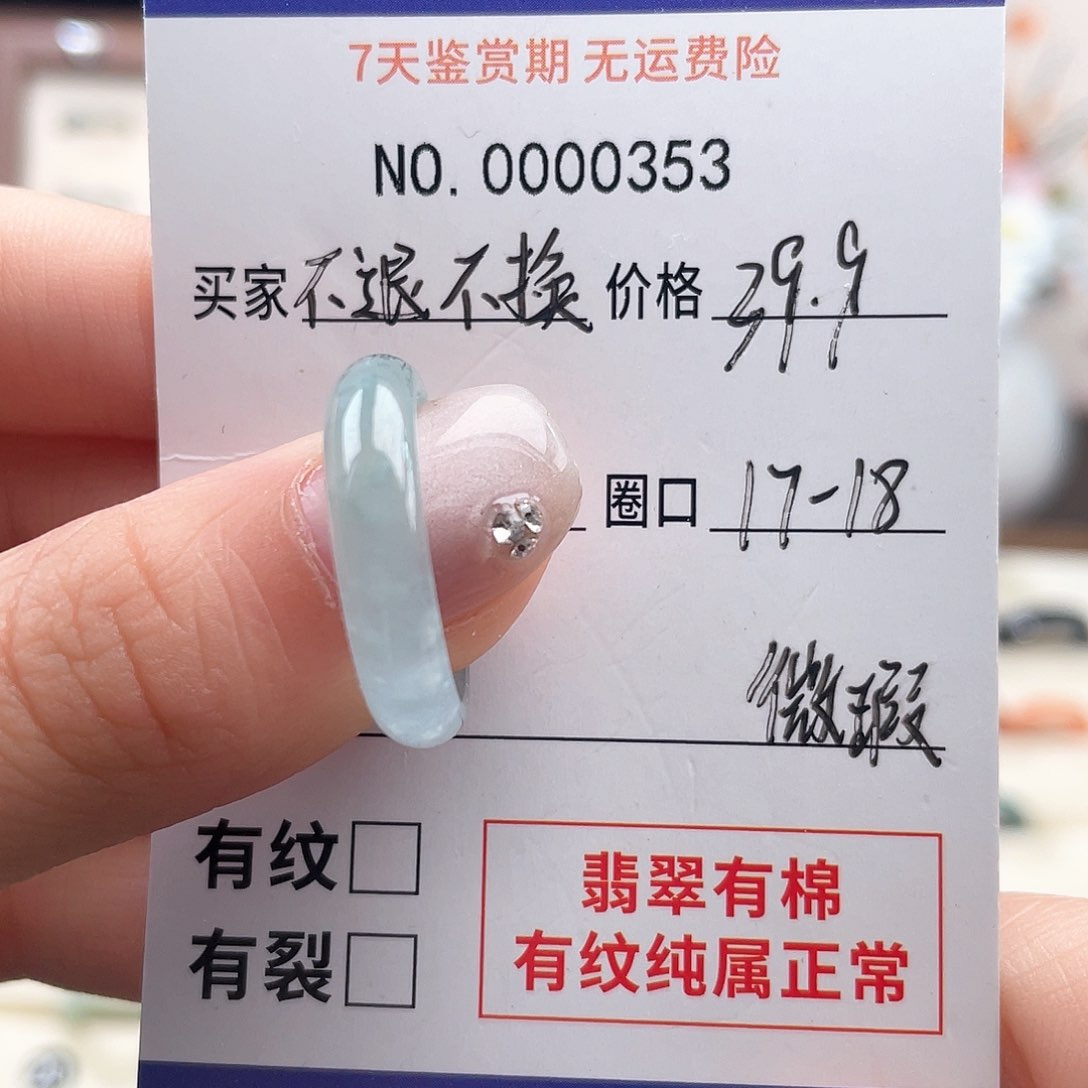 7天鉴赏期 无运费险
NO. 0000353
买家 不退不换 价格 39.9
圈口 17-18
微瑕
有纹
有裂
翡翠有棉
有纹纯属正常